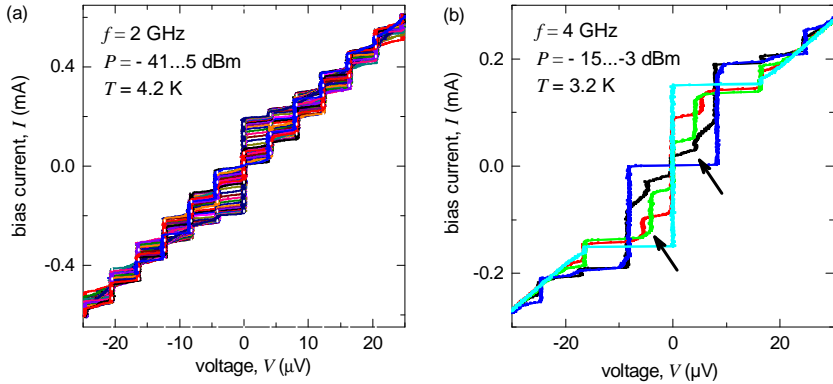 (a)
f = 2 GHz
P = - 41...5 dBm
T = 4.2 K
bias current, I (mA)
0.4
0.0
-0.4
-20
-10
0
10
20
voltage, V (μV)
(b)
f = 4 GHz
P = - 15...-3 dBm
T = 3.2 K
bias current, I (mA)
0.2
0.0
-0.2
-20
0
20
voltage, V (μV)